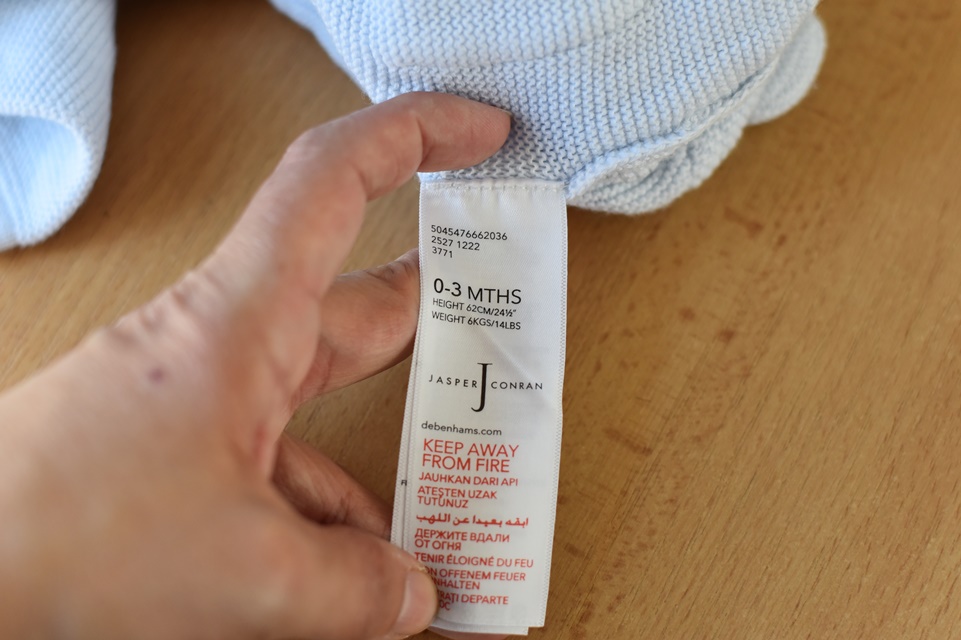 5045476662036
2527 1222
3771
0-3 MTHS
HEIGHT 62CM/24½"
WEIGHT 6KGS/14LBS
JASPER J CONRAN
debenhams.com
KEEP AWAY
FROM FIRE
JAUHKAN DARI API
ATEŞTEN UZAK
TUTUNUZ
ابقه بعيدا عن اللهب
ДЕРЖИТЕ ВДАЛИ
ОТ ОГНЯ
TENIR ÉLOIGNÉ DU FEU
OFFENEM FEUER
DEPARTE